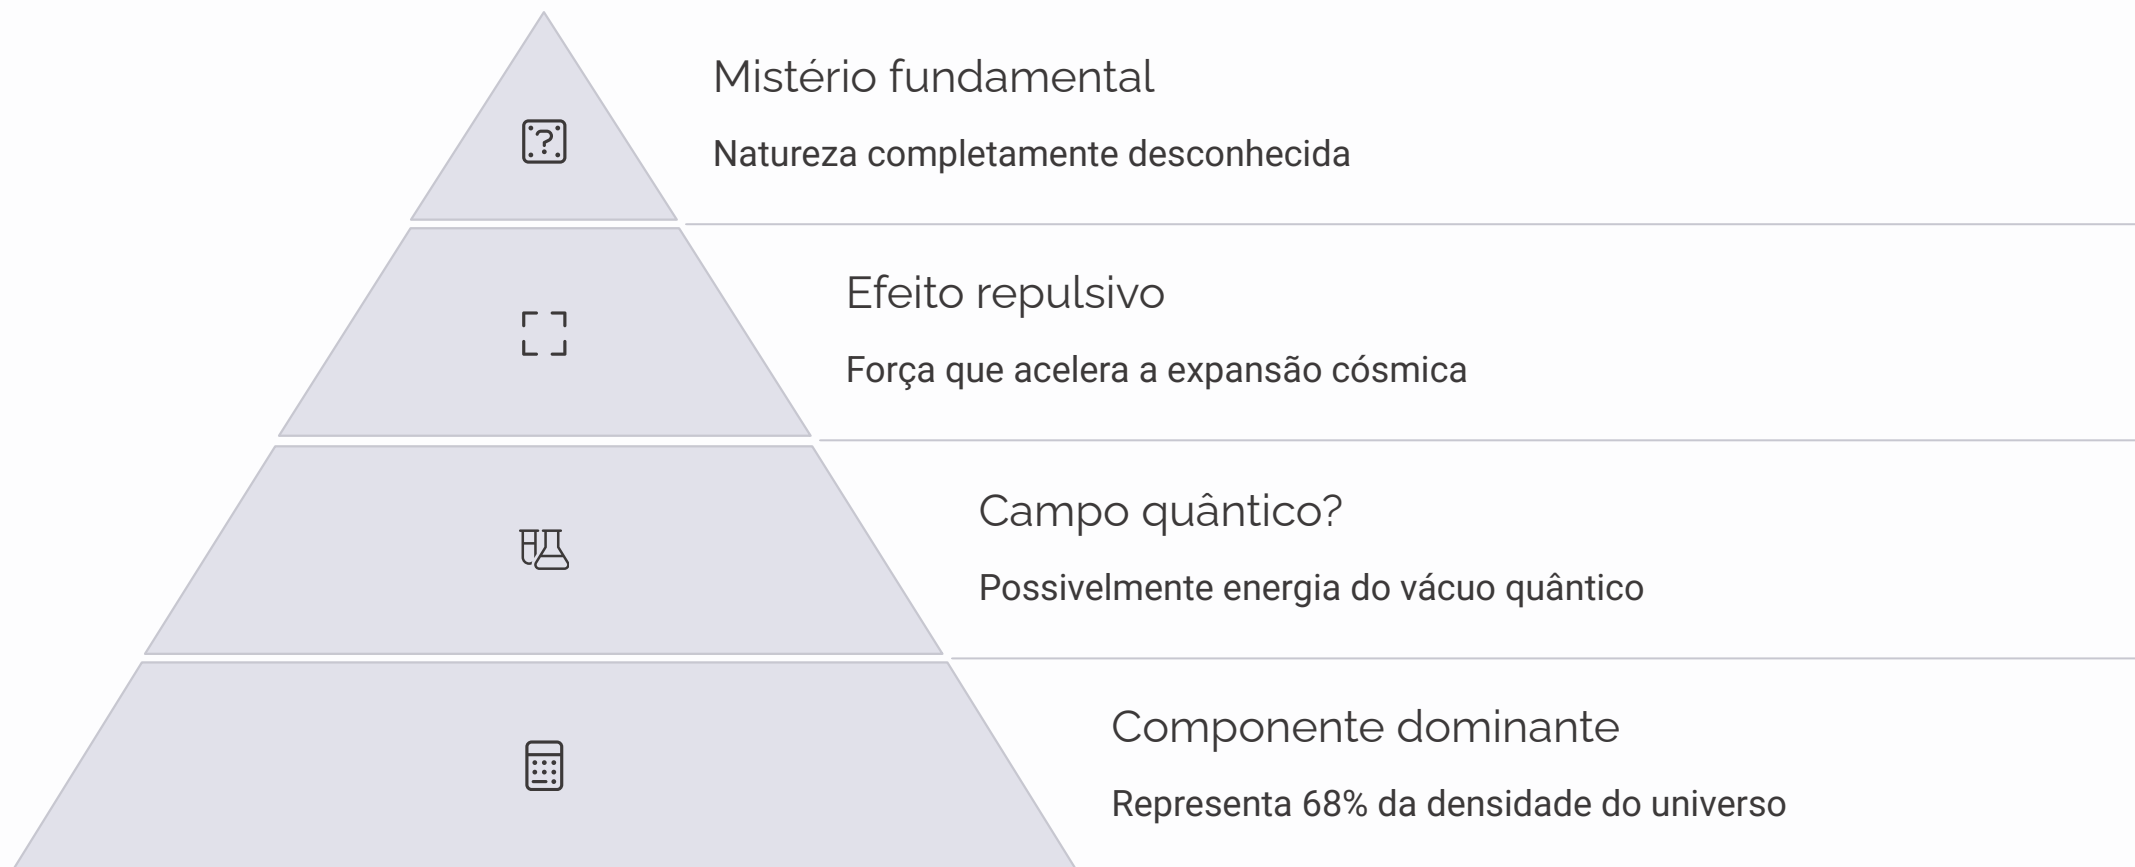 Mistério fundamental
Natureza completamente desconhecida
Efeito repulsivo
Força que acelera a expansão cósmica
Campo quântico?
Possivelmente energia do vácuo quântico
Componente dominante
Representa 68% da densidade do universo